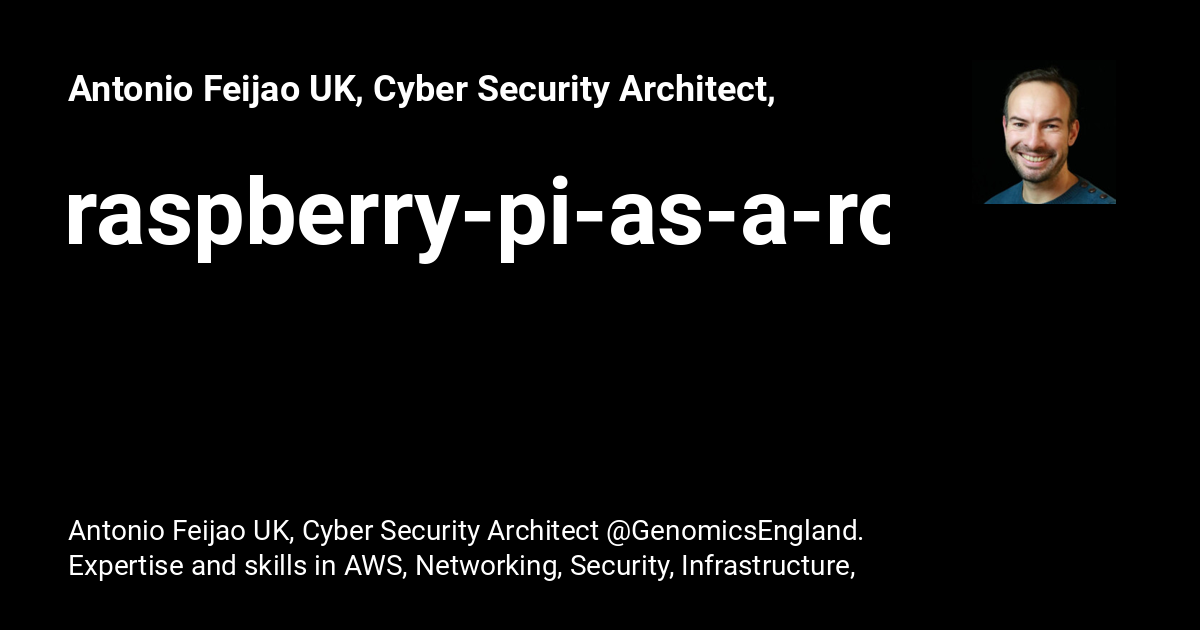 Antonio Feijao UK, Cyber Security Architect,
raspberry-pi-as-a-ro
Antonio Feijao UK, Cyber Security Architect @GenomicsEngland.
Expertise and skills in AWS, Networking, Security, Infrastructure,